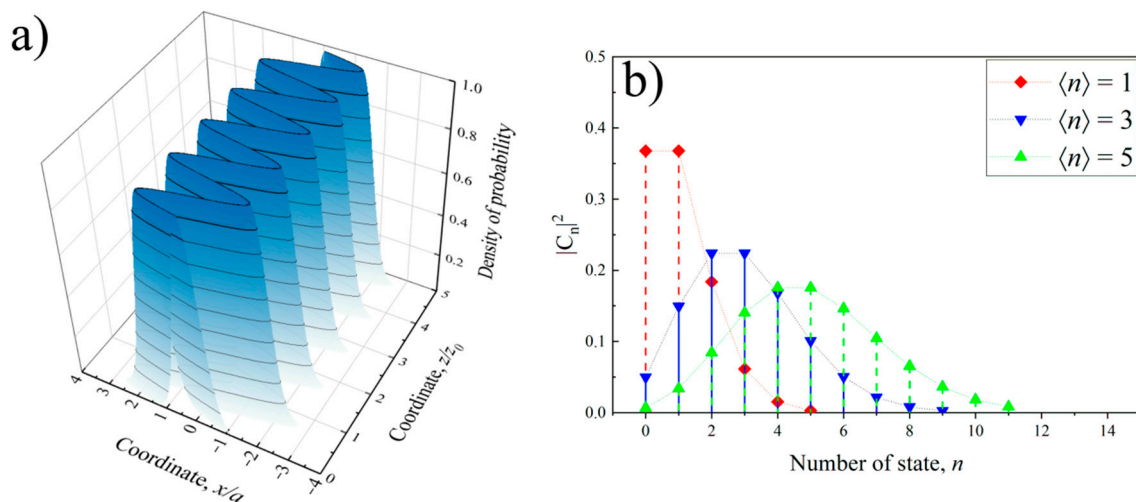 a)
1.0
0.8
0.6
0.4
0.2
Density of probability
5
4
3
2
1
0
Coordinate, z/z₀
4
3
2
1
0
-1
-2
-3
-4
Coordinate, x/a
b)
⟨n⟩ = 1
⟨n⟩ = 3
⟨n⟩ = 5
0.5
0.4
0.3
0.2
0.1
0.0
|Cₙ|²
0 2 4 6 8 10 12 14
Number of state, n